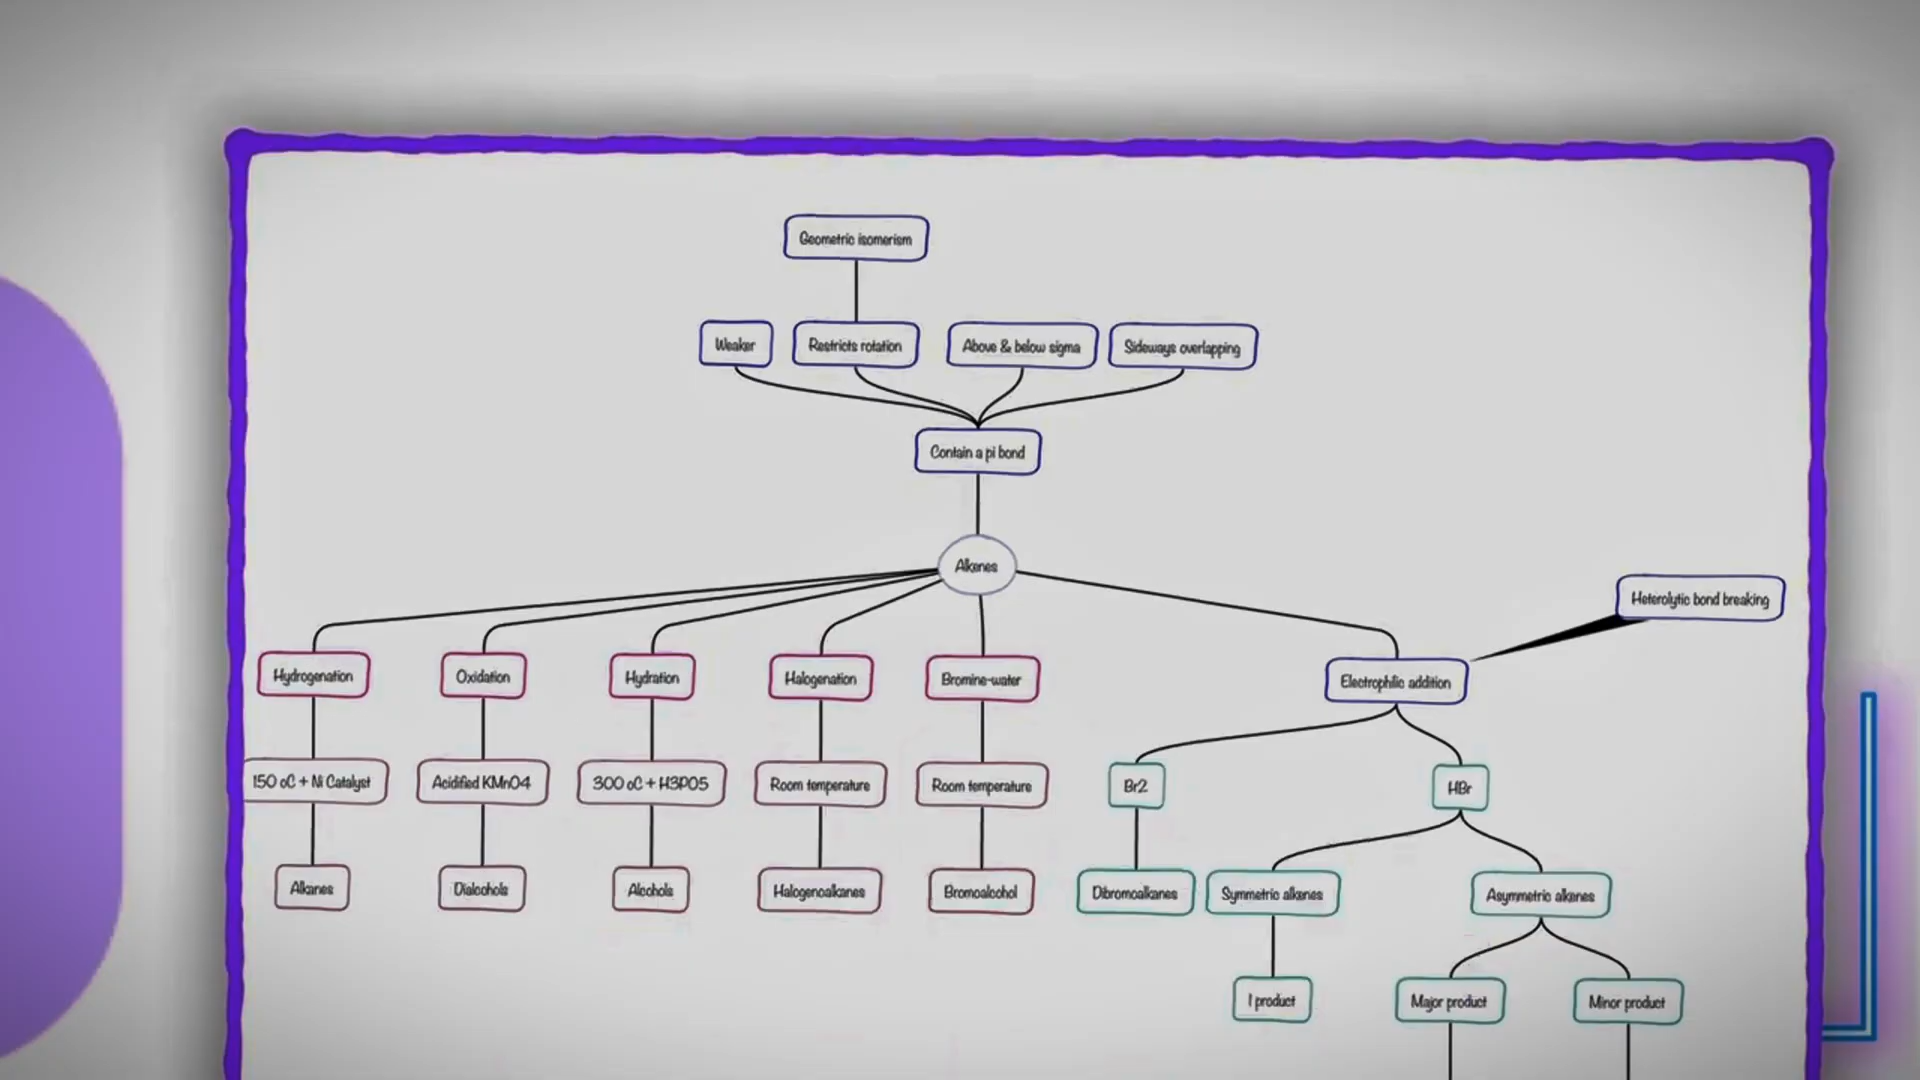 Geometric isomerism
Weaker
Restricts rotation
Above & below sigma
Sideways overlapping
Contain a pi bond
Alkenes
Heterolytic bond breaking
Hydrogenation
Oxidation
Hydration
Halogenation
Bromine-water
Electrophilic addition
150 oC + Ni Catalyst
Acidified KMnO4
300 oC + H3PO5
Room temperature
Room temperature
Br2
HBr
Alkanes
Dialcohols
Alcohols
Halogenoalkanes
Bromoalcohol
Dibromoalkanes
Symmetric alkenes
Asymmetric alkenes
1 product
Major product
Minor product